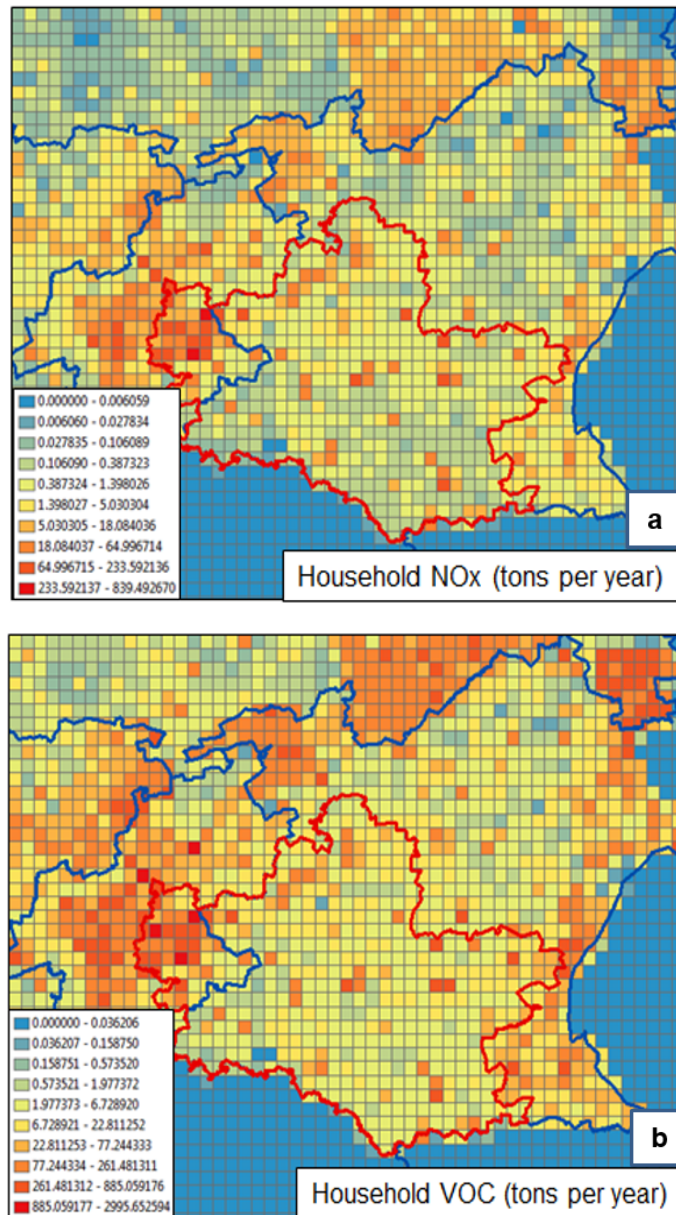 0.000000 - 0.006059
0.006060 - 0.027834
0.027835 - 0.106089
0.106090 - 0.387323
0.387324 - 1.398026
1.398027 - 5.030304
5.030305 - 18.084036
18.084037 - 64.996714
64.996715 - 233.592136
233.592137 - 839.492670
a
Household NOx (tons per year)
0.000000 - 0.036206
0.036207 - 0.158750
0.158751 - 0.573520
0.573521 - 1.977372
1.977373 - 6.728920
6.728921 - 22.811252
22.811253 - 77.244333
77.244334 - 261.481311
261.481312 - 885.059176
885.059177 - 2995.652594
b
Household VOC (tons per year)